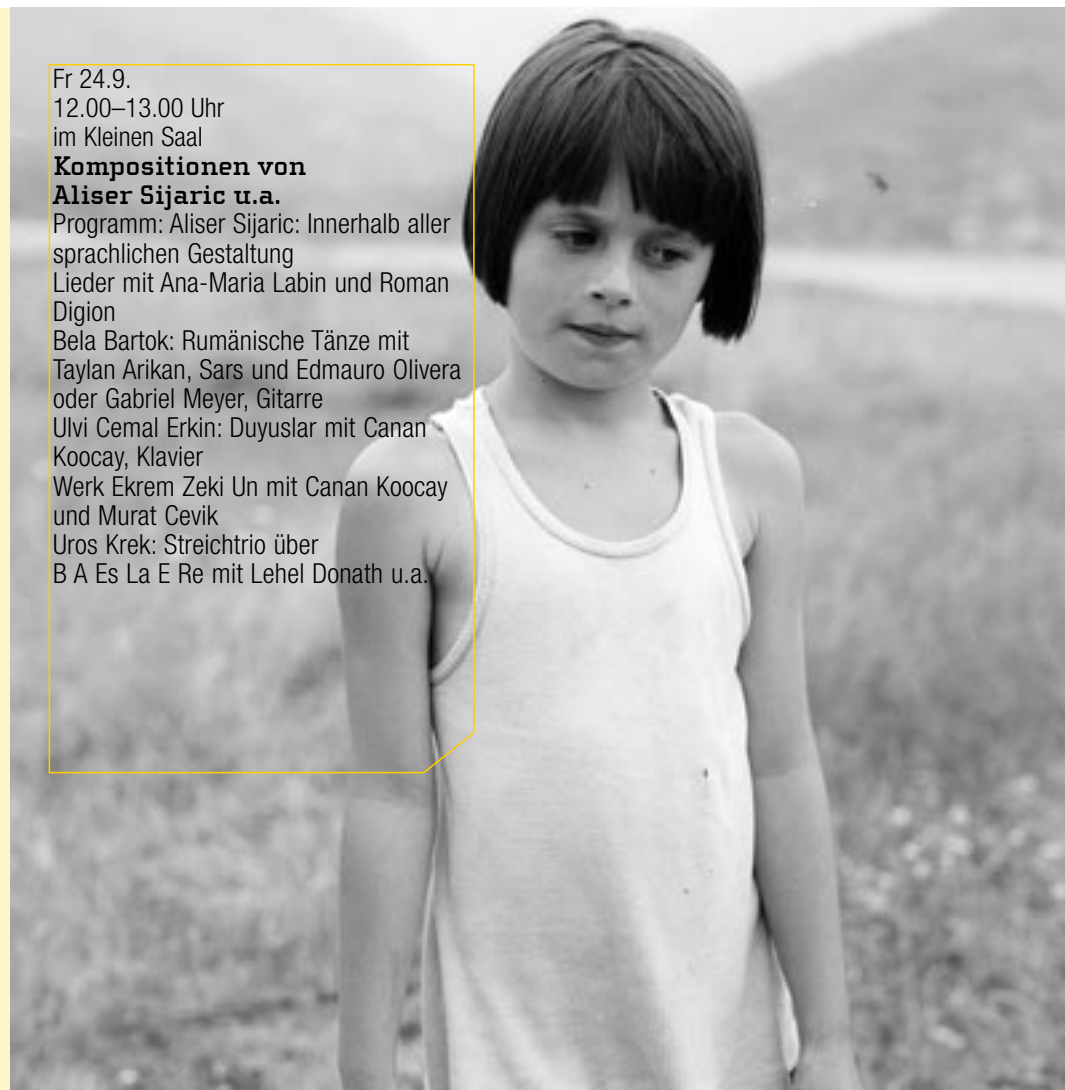 Fr 24.9.
12.00–13.00 Uhr
im Kleinen Saal
Kompositionen von
Aliser Sijaric u.a.
Programm: Aliser Sijaric: Innerhalb aller
sprachlichen Gestaltung
Lieder mit Ana-Maria Labin und Roman
Digion
Bela Bartok: Rumänische Tänze mit
Taylan Arikan, Sars und Edmauro Olivera
oder Gabriel Meyer, Gitarre
Ulvi Cemal Erkin: Duyuslar mit Canan
Koocay, Klavier
Werk Ekrem Zeki Un mit Canan Koocay
und Murat Cevik
Uros Krek: Streichtrio über
B A Es La E Re mit Lehel Donath u.a.